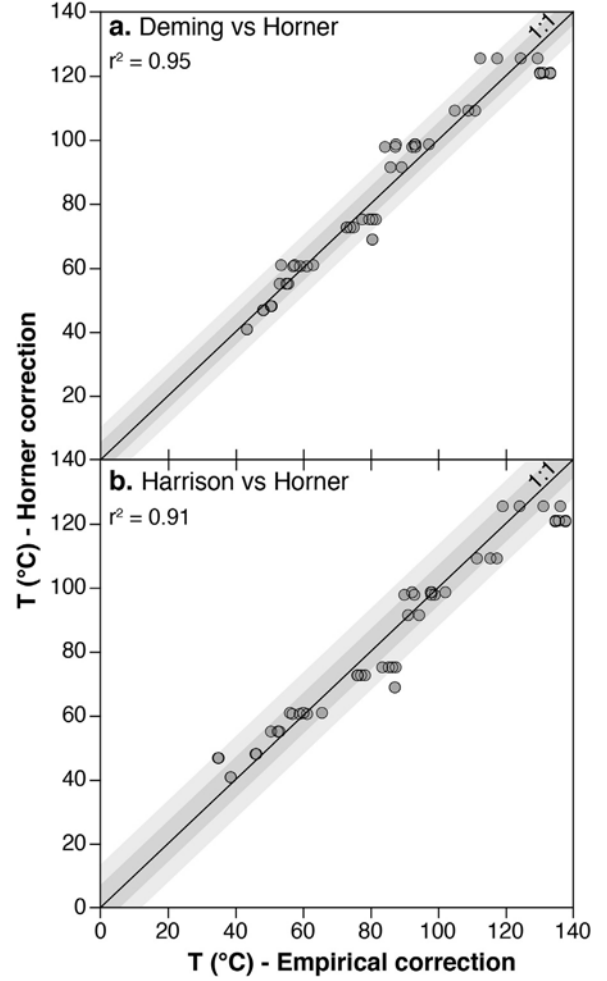 140
a. Deming vs Horner
1:1
r² = 0.95
120
100
80
60
40
20
140
b. Harrison vs Horner
1:1
r² = 0.91
120
100
80
60
40
20
0
0 20 40 60 80 100 120 140
T (°C) - Empirical correction
T (°C) - Horner correction